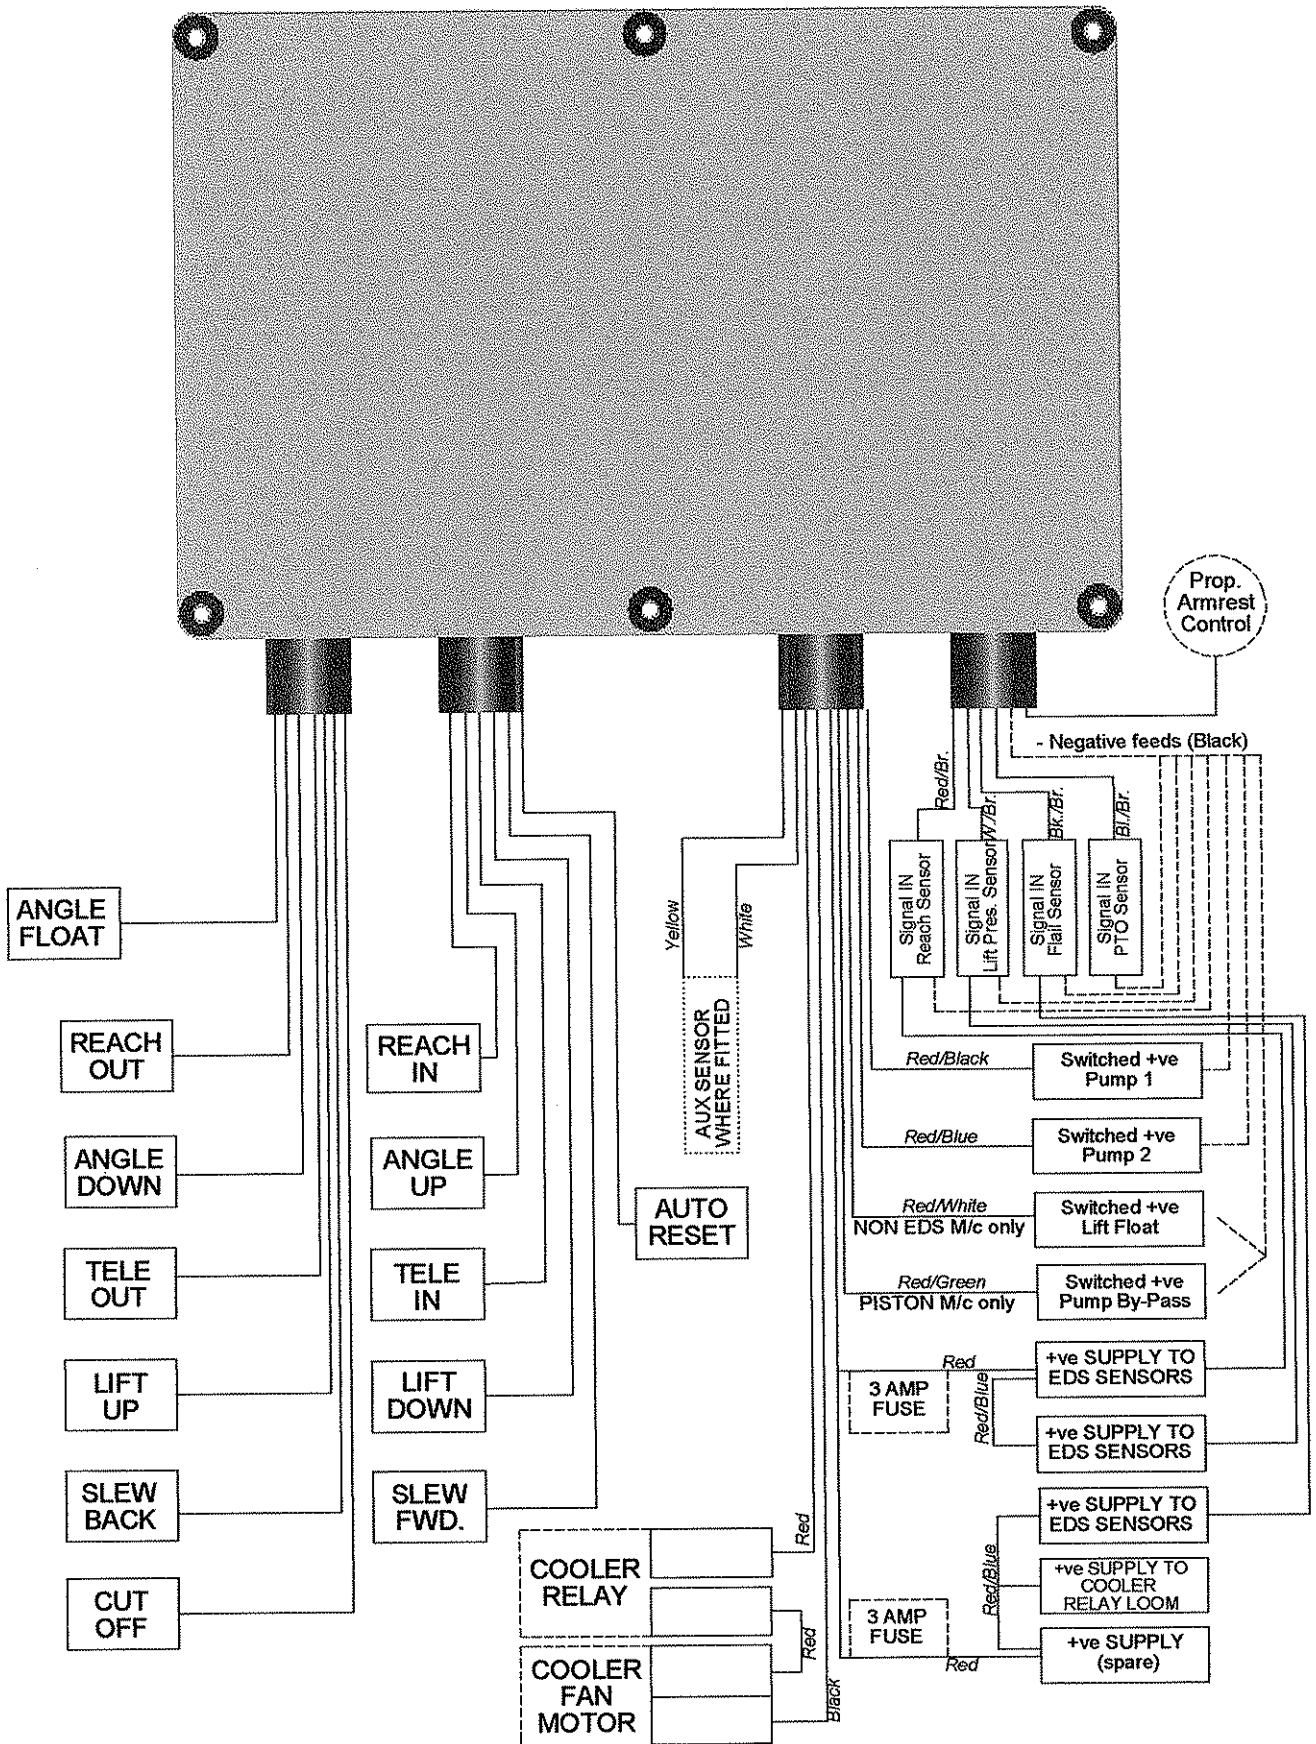 Prop.
Armrest
Control
- Negative feeds (Black)
Red/Br.
W./Br.
Bk./Br.
Bl./Br.
Signal IN
Reach Sensor
Signal IN
Lift Pres. Sensor
Signal IN
Flail Sensor
Signal IN
PTO Sensor
ANGLE
FLOAT
REACH
OUT
ANGLE
DOWN
TELE
OUT
LIFT
UP
SLEW
BACK
CUT
OFF
REACH
IN
ANGLE
UP
TELE
IN
LIFT
DOWN
SLEW
FWD.
AUTO
RESET
Yellow
White
AUX SENSOR
WHERE FITTED
Red/Black
Switched +ve
Pump 1
Red/Blue
Switched +ve
Pump 2
Red/White
NON EDS M/c only
Switched +ve
Lift Float
Red/Green
PISTON M/c only
Switched +ve
Pump By-Pass
Red
3 AMP
FUSE
Red/Blue
+ve SUPPLY TO
EDS SENSORS
+ve SUPPLY TO
EDS SENSORS
+ve SUPPLY TO
EDS SENSORS
Red/Blue
+ve SUPPLY TO
COOLER
RELAY LOOM
3 AMP
FUSE
Red
+ve SUPPLY
(spare)
COOLER
RELAY
Red
Red
COOLER
FAN
MOTOR
Black